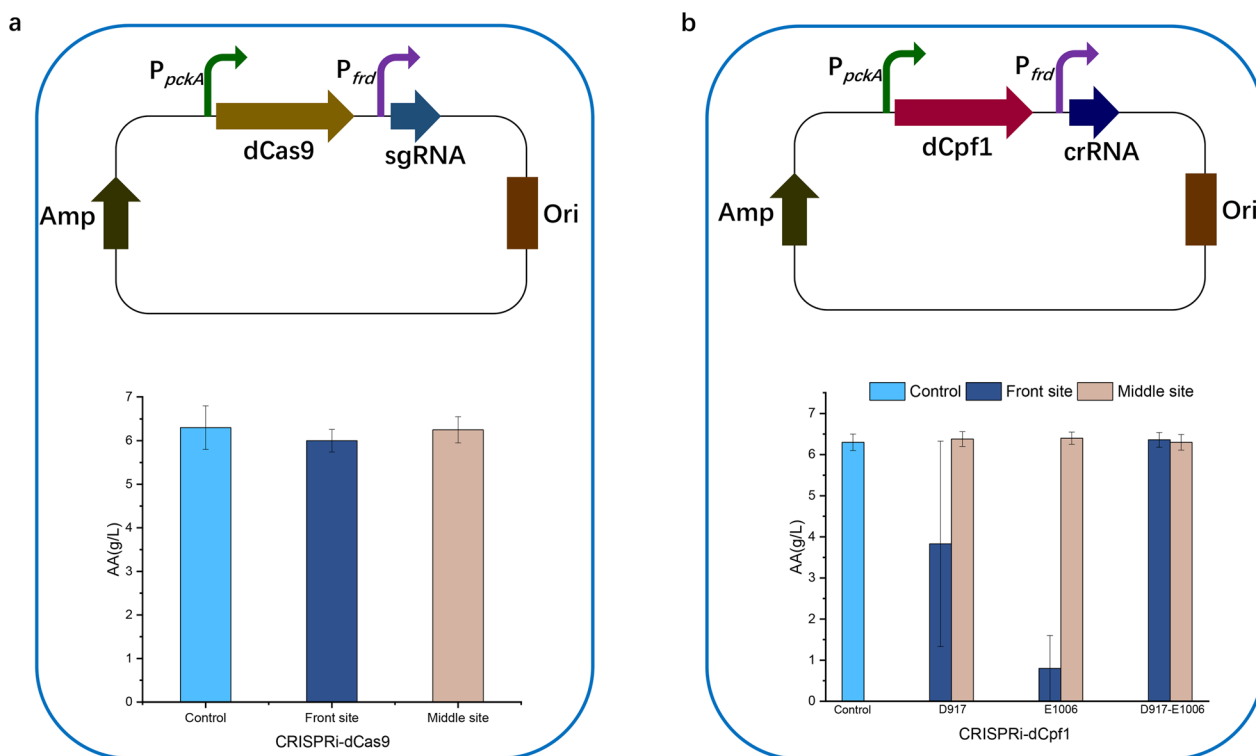 a
P pckA
P frd
dCas9
sgRNA
Amp
Ori
7
6
5
4
3
2
1
0
AA(g/L)
Control
Front site
Middle site
CRISPRi-dCas9
b
P pckA
P frd
dCpf1
crRNA
Amp
Ori
Control
Front site
Middle site
7
6
5
4
3
2
1
0
AA(g/L)
Control
D917
E1006
D917-E1006
CRISPRi-dCpf1